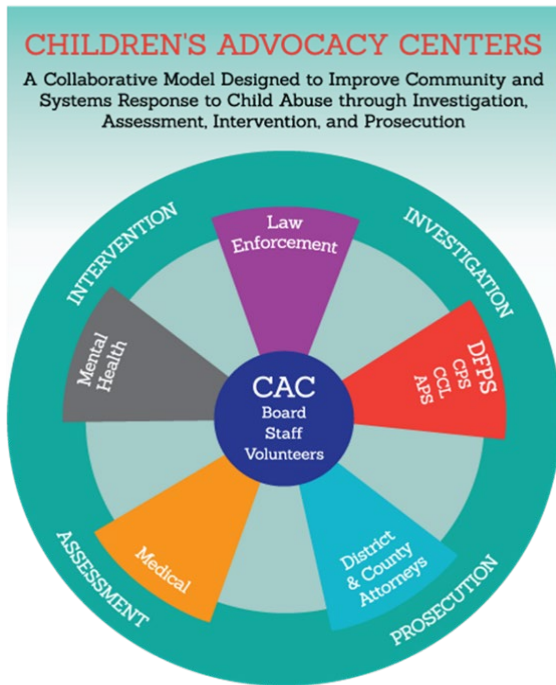 CHILDREN'S ADVOCACY CENTERS
A Collaborative Model Designed to Improve Community and
Systems Response to Child Abuse through Investigation,
Assessment, Intervention, and Prosecution
INTERVENTION
INVESTIGATION
Law
Enforcement
Mental
Health
DFPS
CPS
CCL
APS
CAC
Board
Staff
Volunteers
Medical
District
& County
Attorneys
ASSESSMENT
PROSECUTION